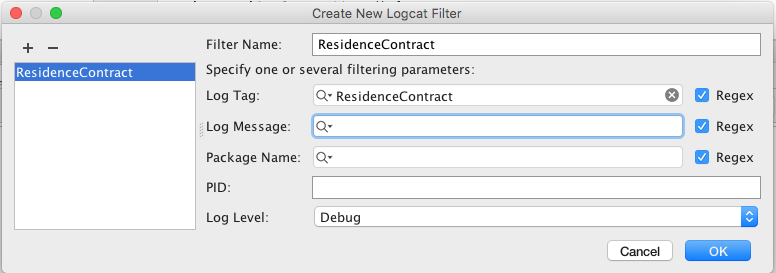 Create New Logcat Filter
+ −
Filter Name: ResidenceContract
ResidenceContract
Specify one or several filtering parameters:
Log Tag: ResidenceContract Regex
Log Message: Regex
Package Name: Regex
PID:
Log Level: Debug
Cancel OK